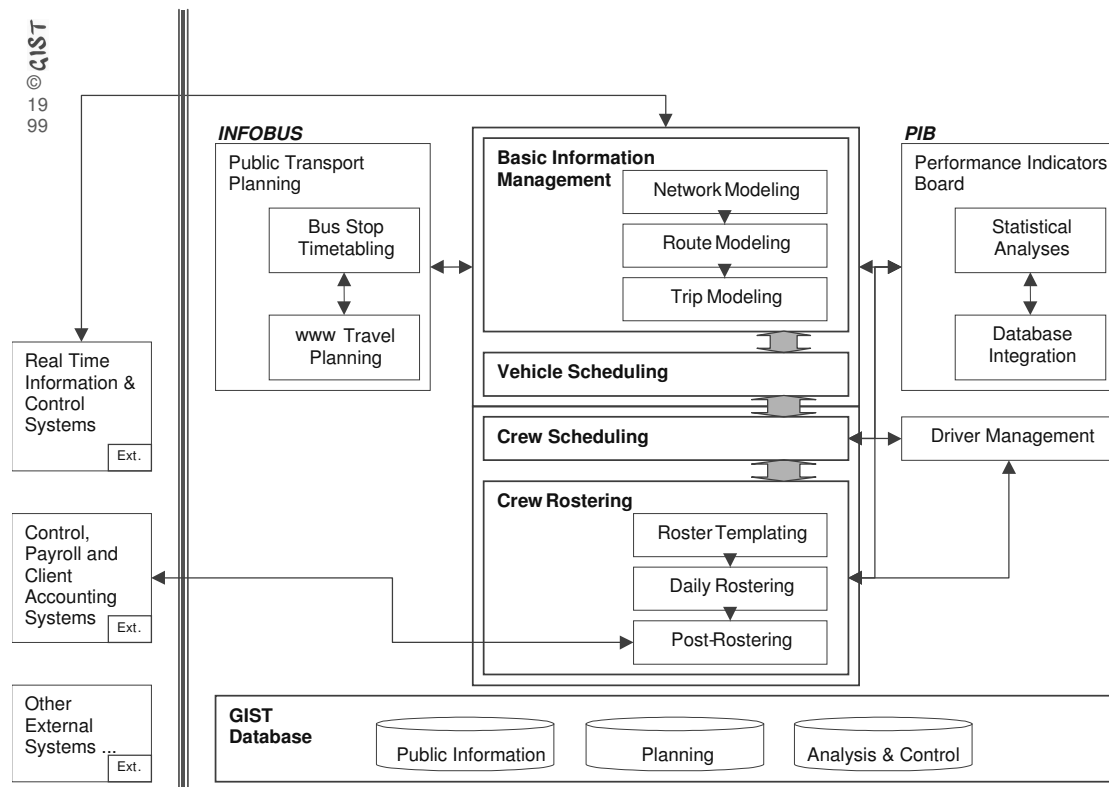 GIST
©
19
99
INFOBUS
Public Transport
Planning
Bus Stop
Timetabling
www Travel
Planning
Basic Information
Management
Network Modeling
Route Modeling
Trip Modeling
Vehicle Scheduling
Crew Scheduling
Crew Rostering
Roster Templating
Daily Rostering
Post-Rostering
PIB
Performance Indicators
Board
Statistical
Analyses
Database
Integration
Driver Management
Real Time
Information &
Control
Systems
Ext.
Control,
Payroll and
Client
Accounting
Systems
Ext.
Other
External
Systems ...
Ext.
GIST
Database
Public Information
Planning
Analysis & Control